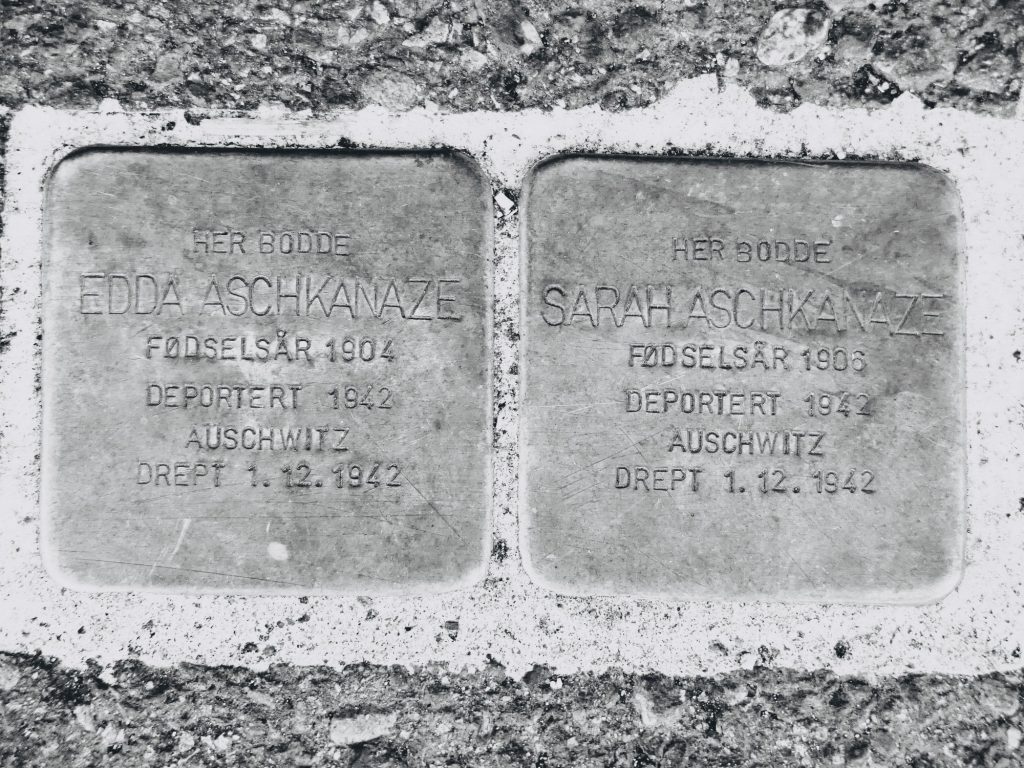 HER BODDE
EDDA ASCHKANAZE
FØDSELSÅR 1904
DEPORTERT 1942
AUSCHWITZ
DREPT 1.12.1942
HER BODDE
SARAH ASCHKANAZE
FØDSELSÅR 1906
DEPORTERT 1942
AUSCHWITZ
DREPT 1.12.1942